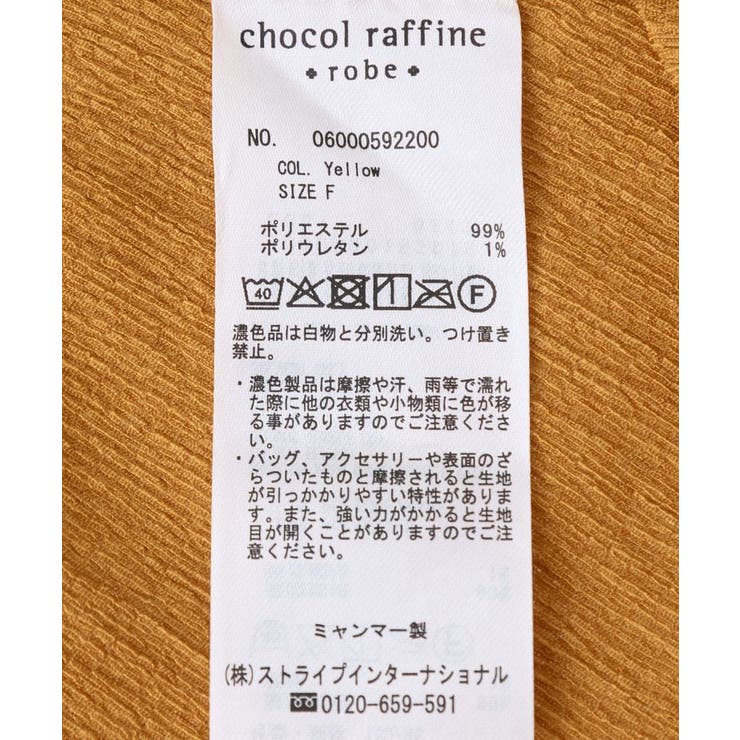 chocol raffine
robe
NO. 06000592200
COL. Yellow
SIZE F
ポリエステル 99%
ポリウレタン 1%
40 F
濃色品は白物と分別洗い。つけ置き
禁止。
・濃色製品は摩擦や汗、雨等で濡れ
た際に他の衣類や小物類に色が移
る事がありますのでご注意くださ
い。
・バッグ、アクセサリーや表面のざ
らついたものと摩擦されると生地
が引っかかりやすい特性がありま
す。また、強い力がかかると生地
目が開くことがありますのでご注
意ください。
ミャンマー製
(株)ストライプインターナショナル
0120-659-591